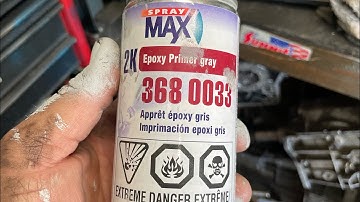 SPRAY
MAX
2K
Epoxy Primer gray
368 0033
Apprêt époxy gris
Imprimación epoxi gris
EXTREME DANGER EXTRÊME